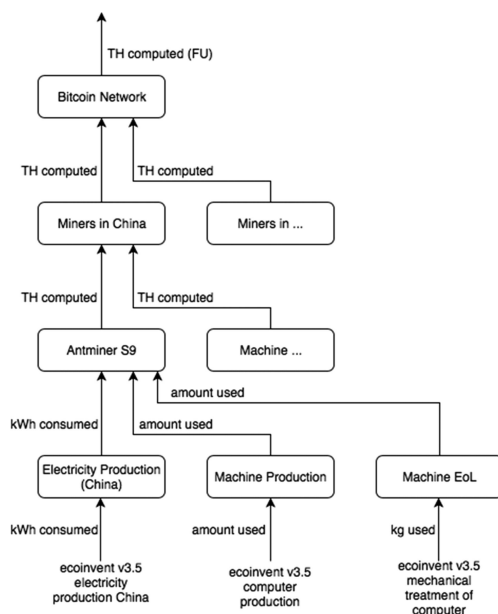 TH computed (FU)
Bitcoin Network
TH computed
TH computed
Miners in China
Miners in ...
TH computed
TH computed
Antminer S9
Machine ...
amount used
kWh consumed
amount used
Electricity Production
(China)
Machine Production
Machine EoL
kWh consumed
amount used
kg used
ecoinvent v3.5
electricity
production China
ecoinvent v3.5
computer
production
ecoinvent v3.5
mechanical
treatment of
computer